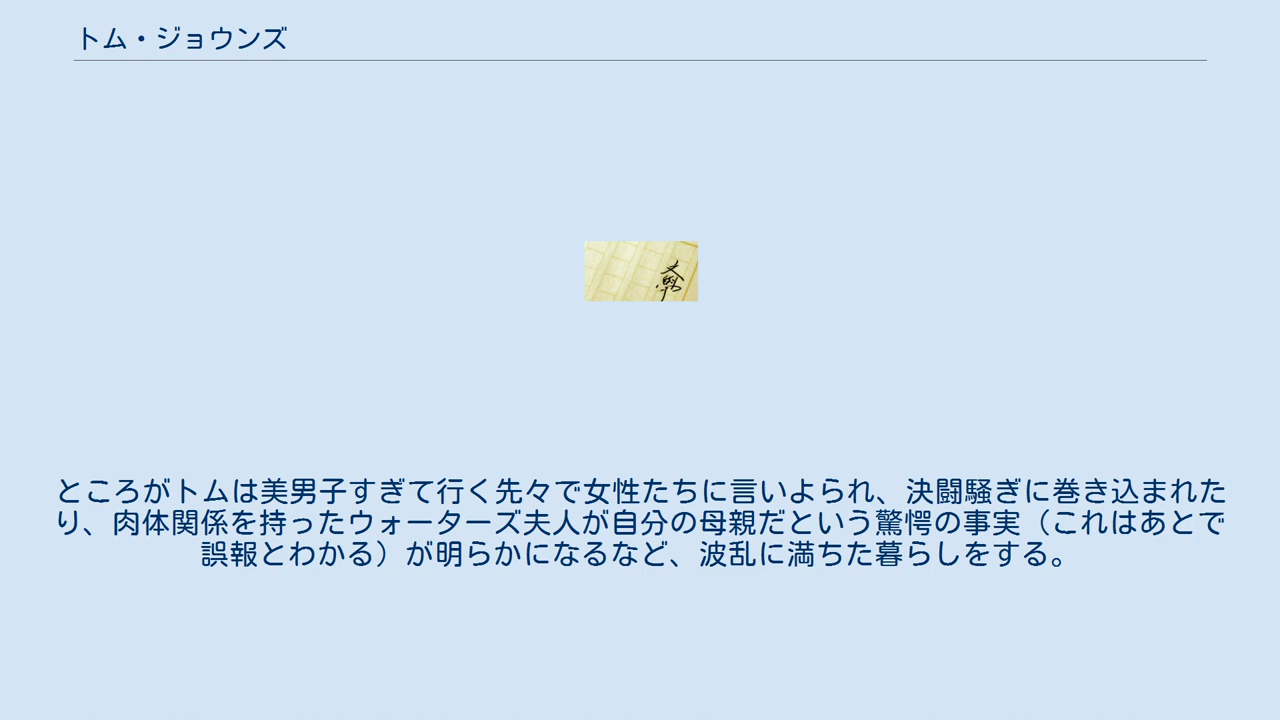 トム・ジョウンズ
ところがトムは美男子すぎて行く先々で女性たちに言いよられ、決闘騒ぎに巻き込まれた
り、肉体関係を持ったウォーターズ夫人が自分の母親だという驚愕の事実（これはあとで
誤報とわかる）が明らかになるなど、波乱に満ちた暮らしをする。